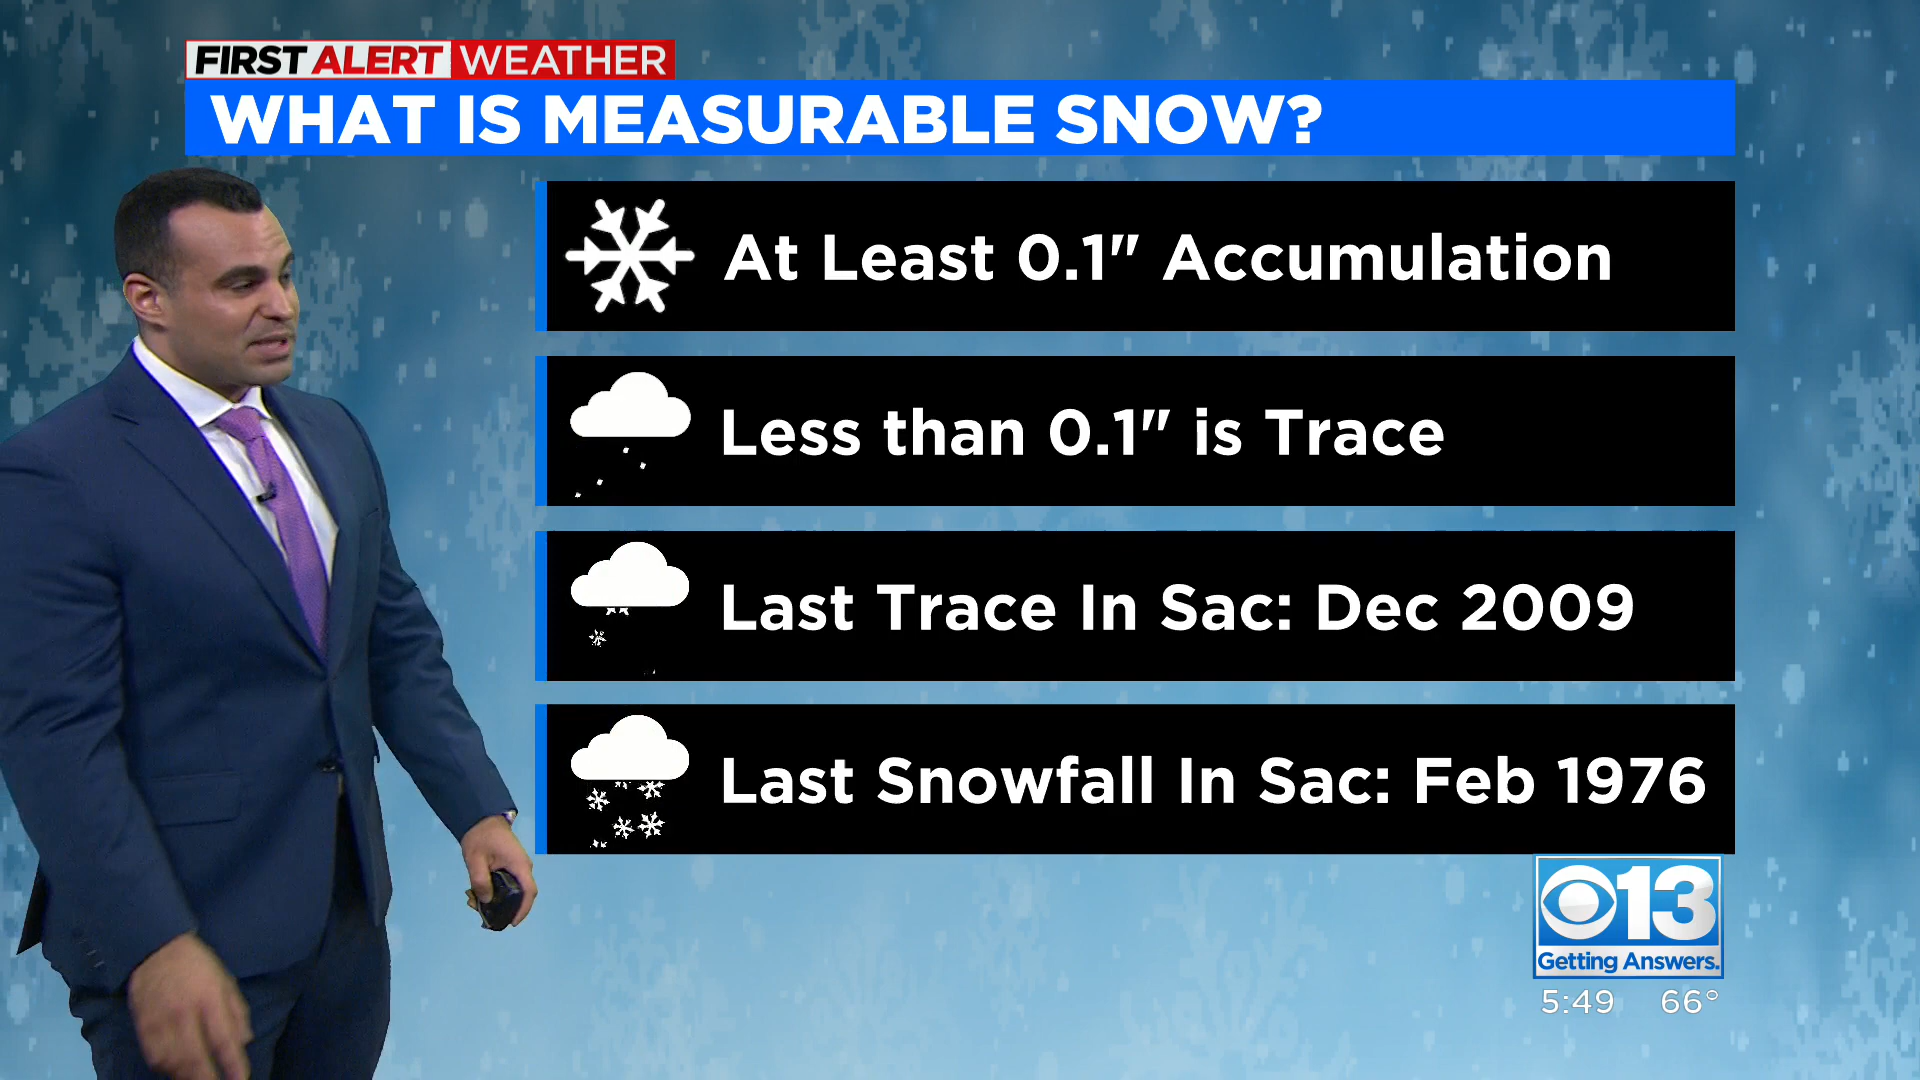 FIRST ALERT WEATHER
WHAT IS MEASURABLE SNOW?
At Least 0.1" Accumulation
Less than 0.1" is Trace
Last Trace In Sac: Dec 2009
Last Snowfall In Sac: Feb 1976
13
Getting Answers.
5:49 66°